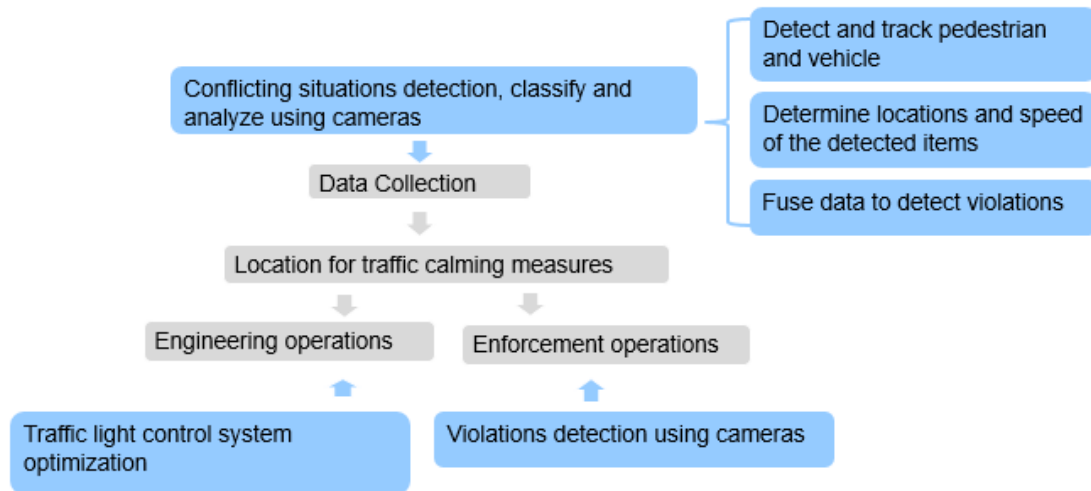 Conflicting situations detection, classify and
analyze using cameras
Detect and track pedestrian
and vehicle
Determine locations and speed
of the detected items
Fuse data to detect violations
Data Collection
Location for traffic calming measures
Engineering operations
Enforcement operations
Traffic light control system
optimization
Violations detection using cameras